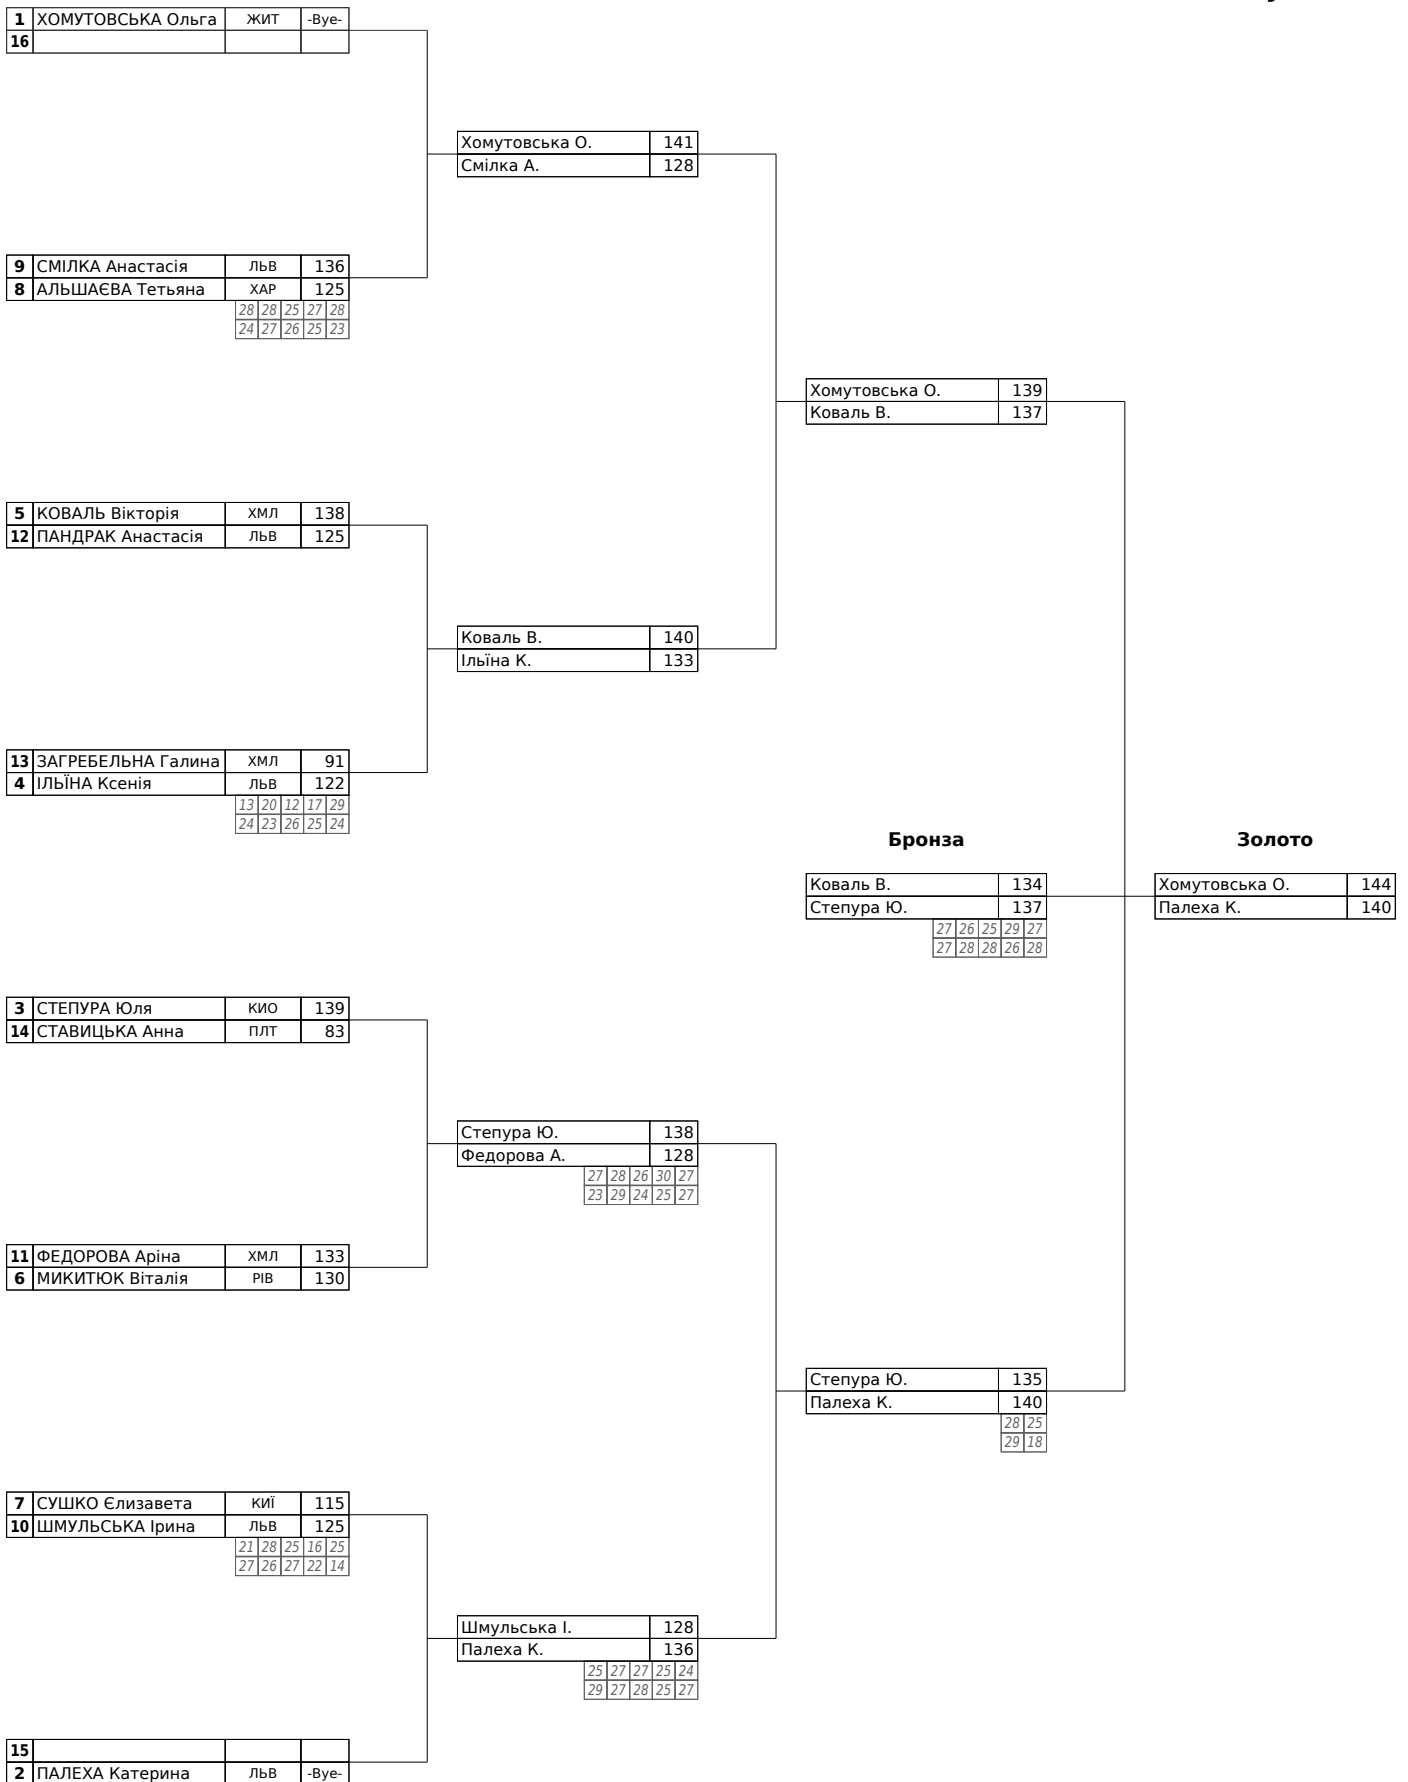 1 ХОМУТОВСЬКА Ольга ЖИТ -Bye-
16
Хомутовська О. 141
Смілка А. 128
9 СМІЛКА Анастасія ЛЬВ 136
8 АЛЬШАЄВА Тетьяна ХАР 125
28 28 25 27 28
24 27 26 25 23
Хомутовська О. 139
Коваль В. 137
5 КОВАЛЬ Вікторія ХМЛ 138
12 ПАНДРАК Анастасія ЛЬВ 125
Коваль В. 140
Ільїна К. 133
13 ЗАГРЕБЕЛЬНА Галина ХМЛ 91
4 ІЛЬЇНА Ксенія ЛЬВ 122
13 20 12 17 29
24 23 26 25 24
Бронза Золото
Коваль В. 134 Хомутовська О. 144
Степура Ю. 137 Палеха К. 140
27 26 25 29 27
27 28 28 26 28
3 СТЕПУРА Юля КИО 139
14 СТАВИЦЬКА Анна ПЛТ 83
Степура Ю. 138
Федорова А. 128
27 28 26 30 27
23 29 24 25 27
11 ФЕДОРОВА Аріна ХМЛ 133
6 МИКИТЮК Віталія РІВ 130
Степура Ю. 135
Палеха К. 140
28 25
29 18
7 СУШКО Єлизавета КИЇ 115
10 ШМУЛЬСЬКА Ірина ЛЬВ 125
21 28 25 16 25
27 26 27 22 14
Шмульська І. 128
Палеха К. 136
25 27 27 25 24
29 27 28 25 27
15
2 ПАЛЕХА Катерина ЛЬВ -Bye-